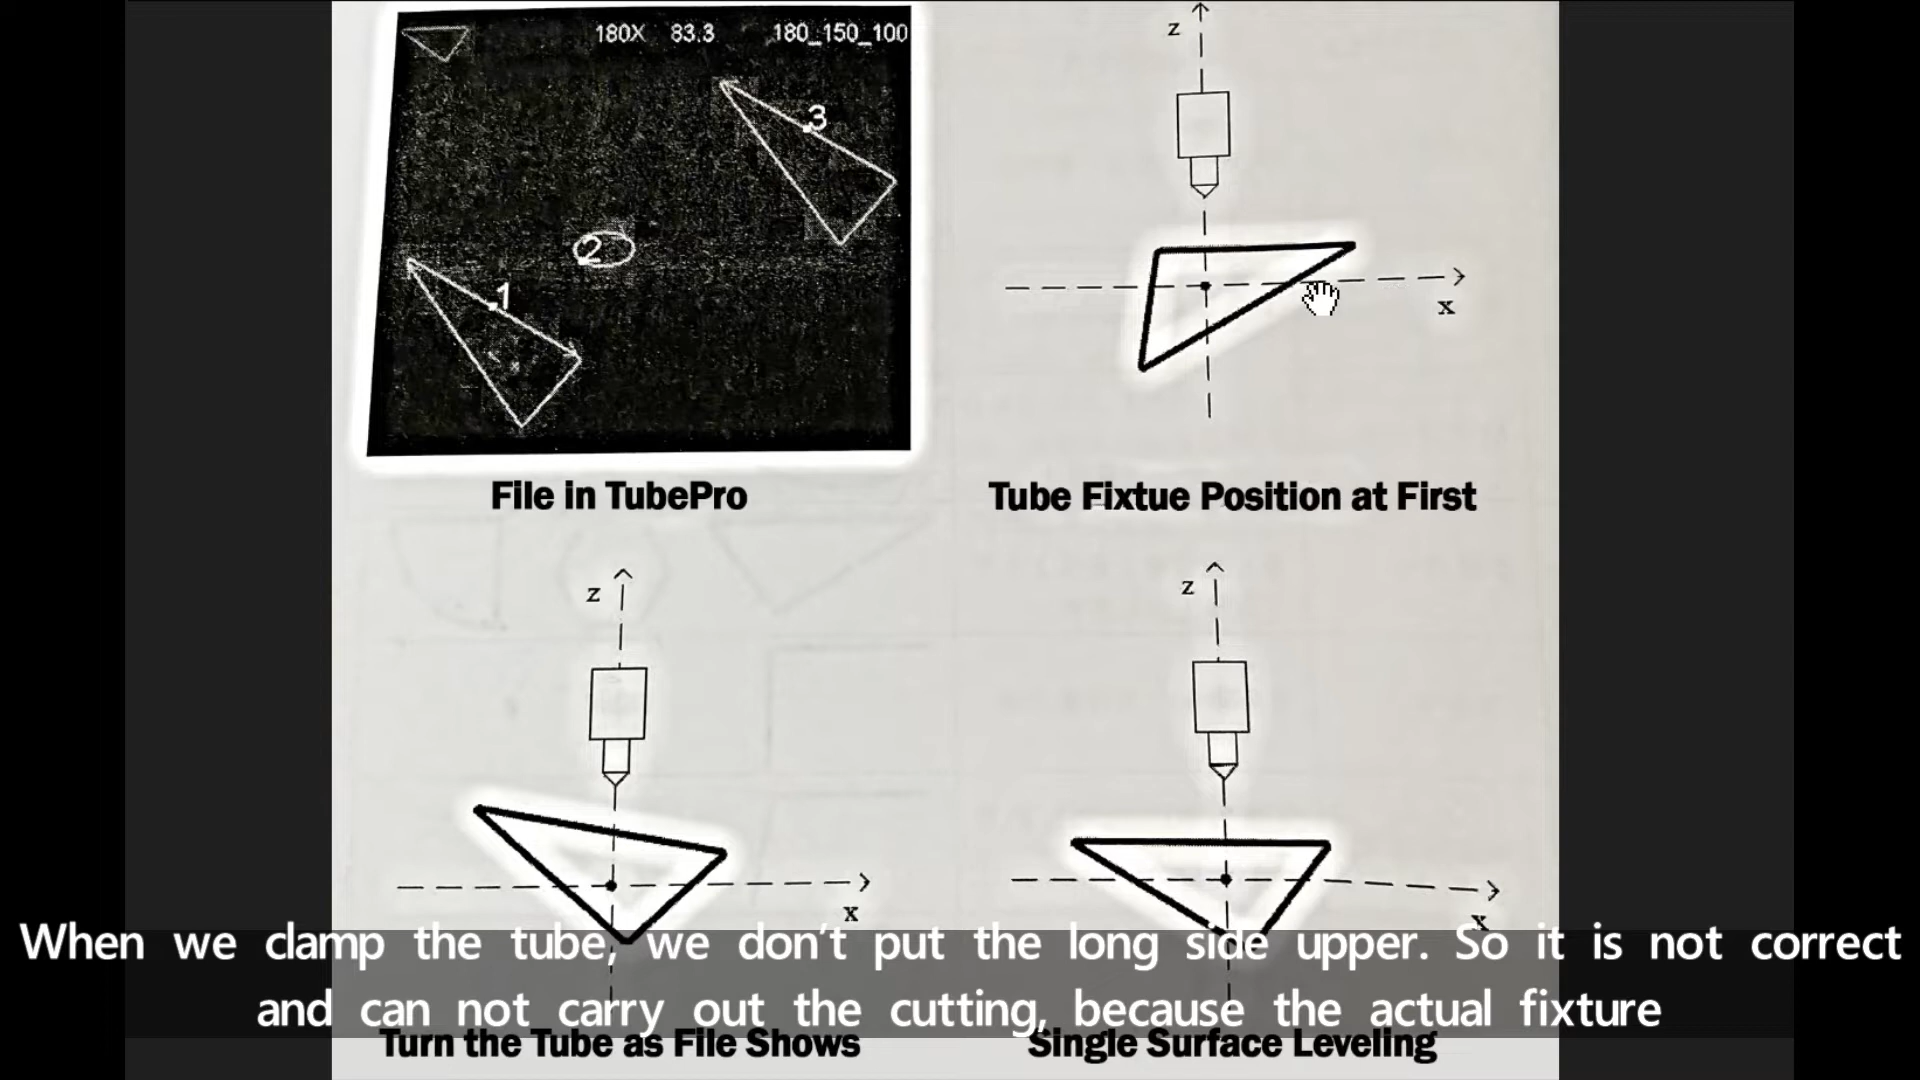 180X 83.3 180_150_100
3
2
1
File in TubePro
z
x
Tube Fixtue Position at First
z
x
Turn the Tube as File Shows
z
x
Single Surface Leveling
When we clamp the tube, we don't put the long side upper. So it is not correct
and can not carry out the cutting, because the actual fixture